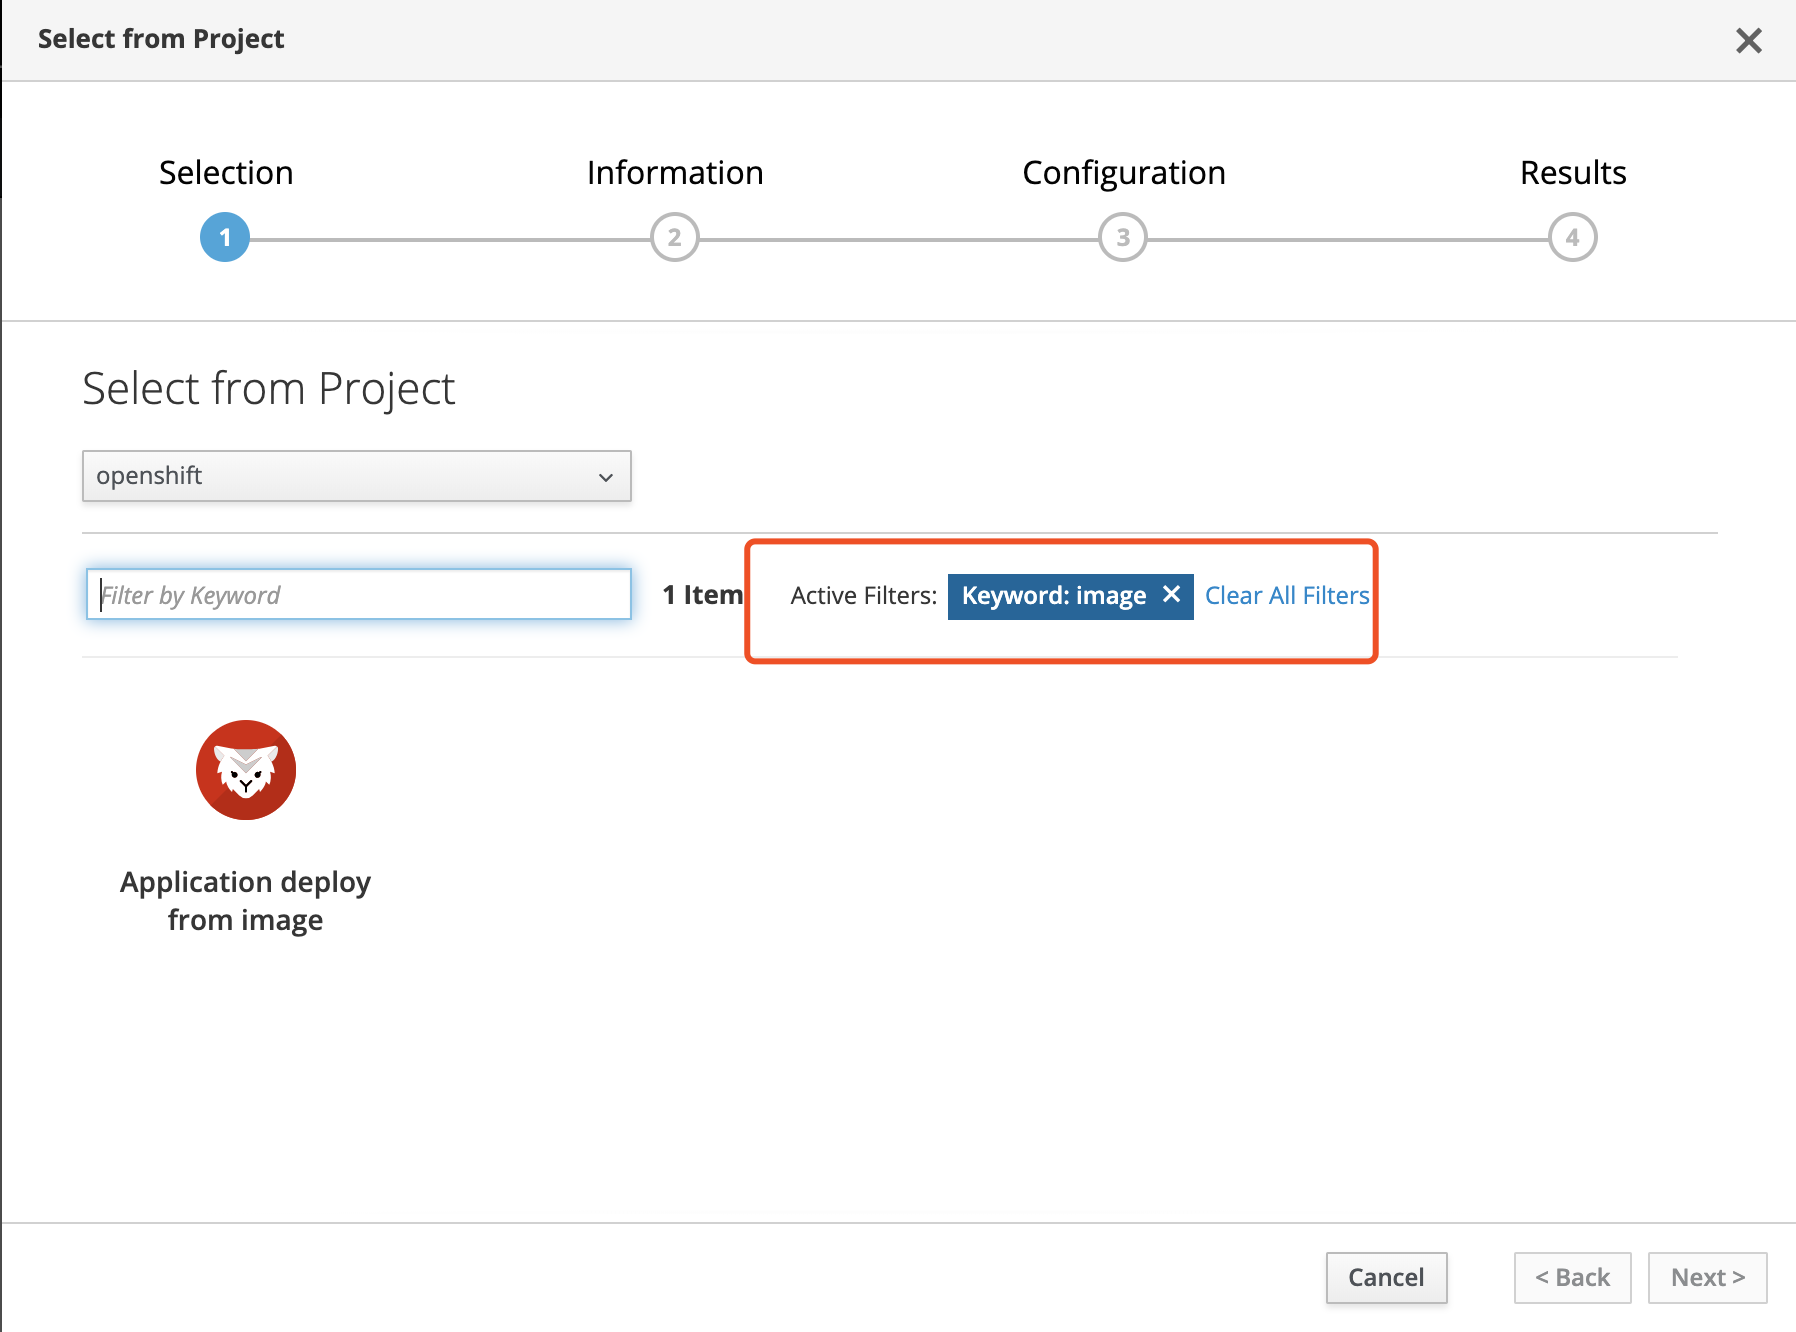 Select from Project
Selection Information Configuration Results
1 2 3 4
Select from Project
openshift
Filter by Keyword 1 Item Active Filters: Keyword: image Clear All Filters
Application deploy
from image
Cancel < Back Next >